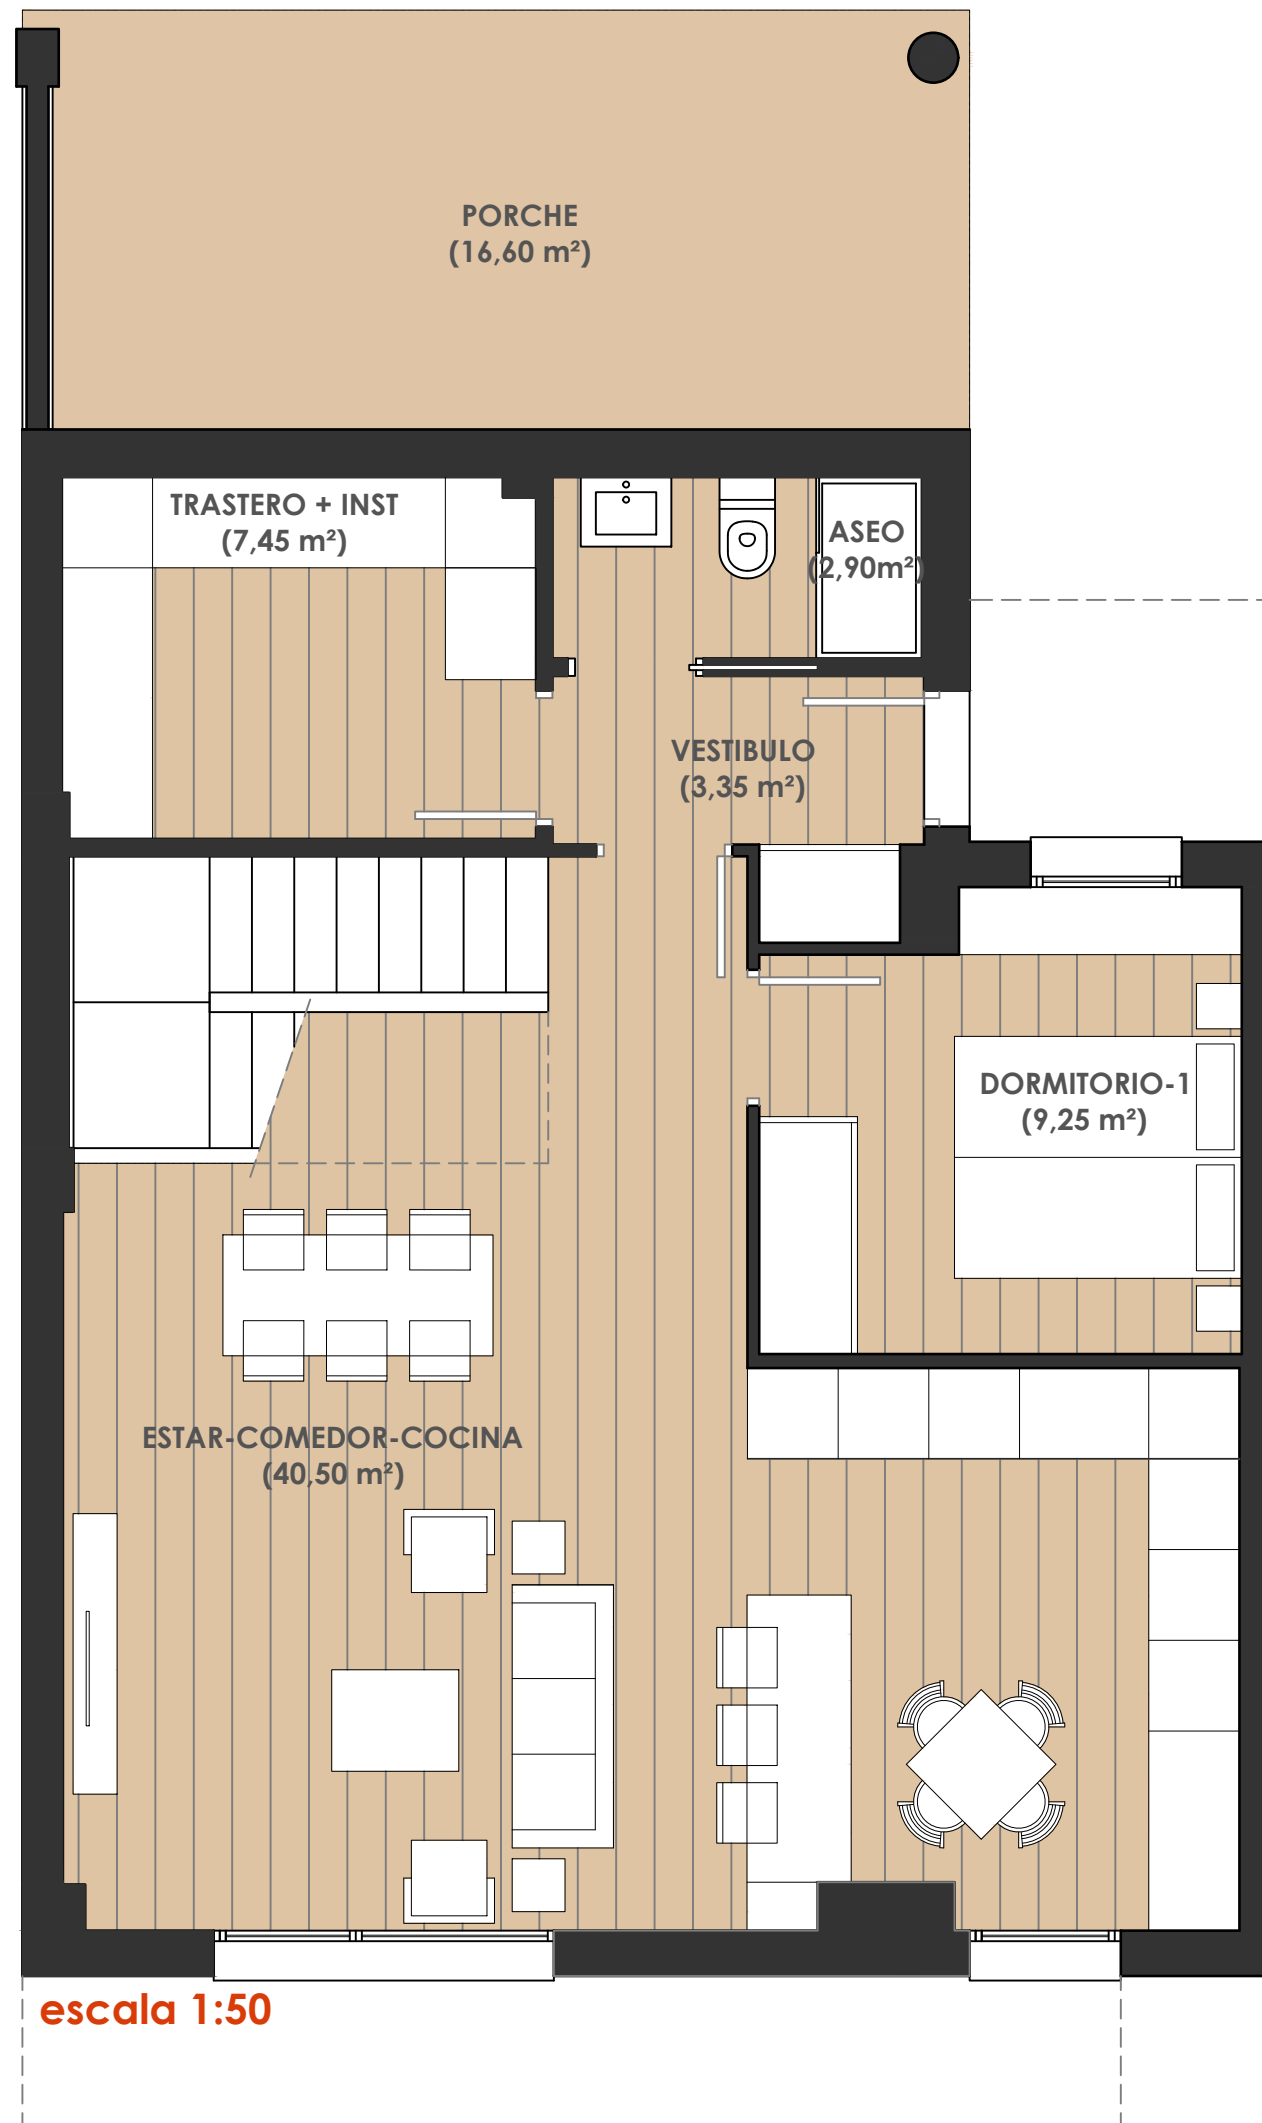 PORCHE
(16,60 m²)
TRASTERO + INST
(7,45 m²)
ASEO
(2,90m²)
VESTIBULO
(3,35 m²)
DORMITORIO-1
(9,25 m²)
ESTAR-COMEDOR-COCINA
(40,50 m²)
escala 1:50